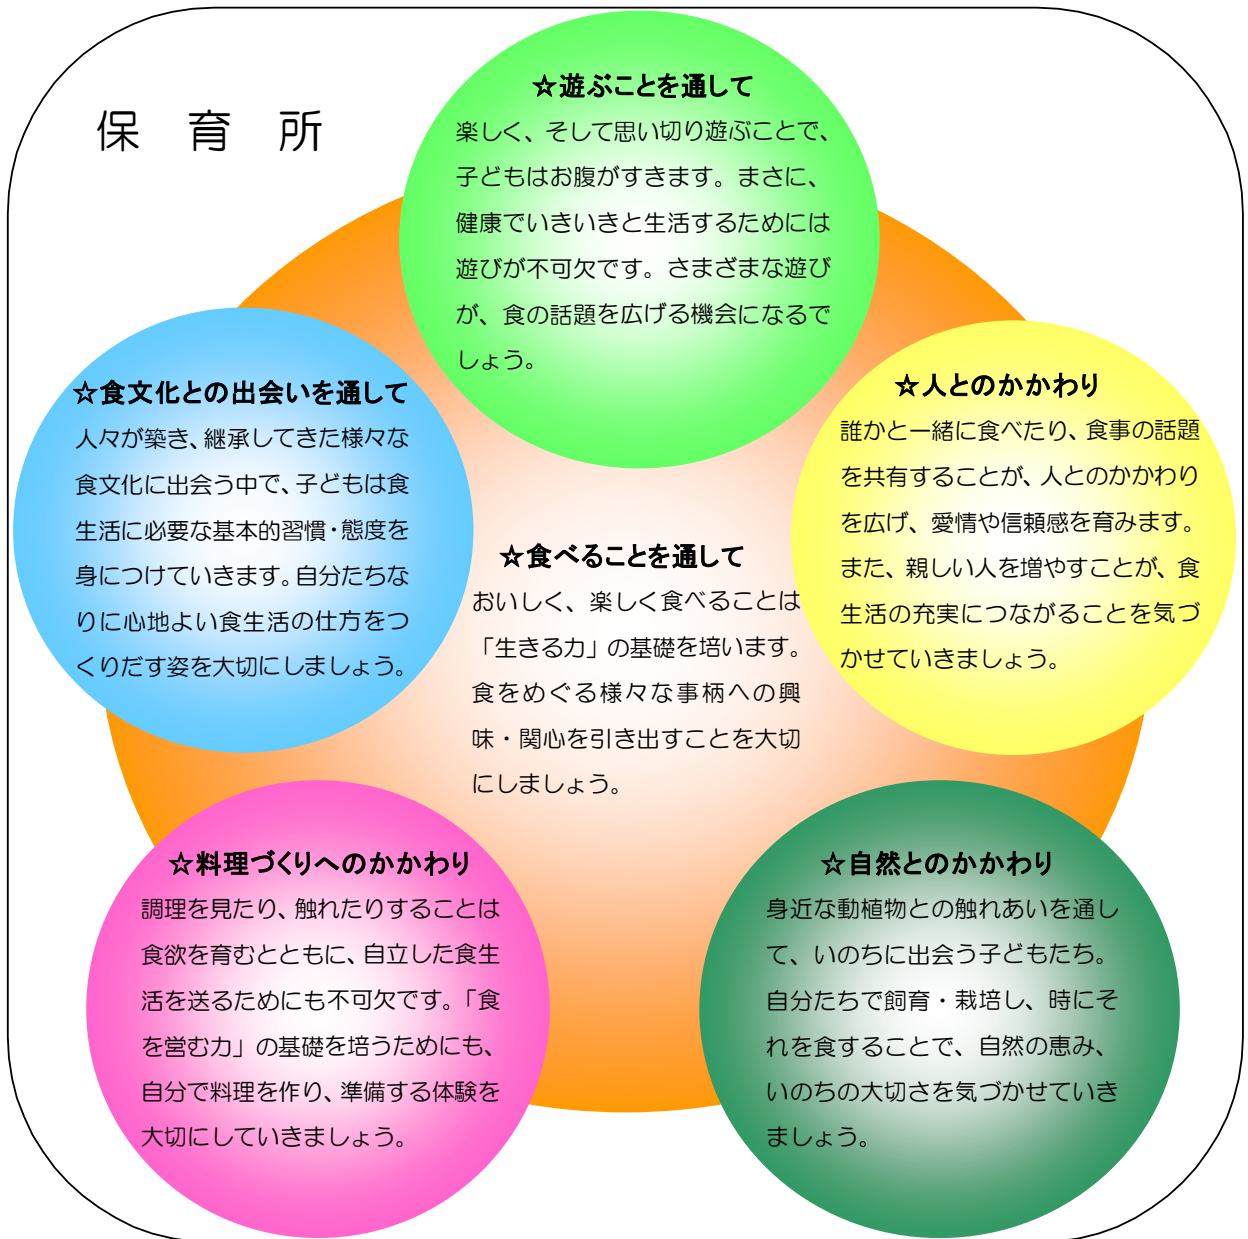 保　育　所
☆遊ぶことを通して
楽しく、そして思い切り遊ぶことで、
子どもはお腹がすきます。まさに、
健康でいきいきと生活するためには
遊びが不可欠です。さまざまな遊び
が、食の話題を広げる機会になるで
しょう。
☆食文化との出会いを通して
人々が築き、継承してきた様々な
食文化に出会う中で、子どもは食
生活に必要な基本的習慣・態度を
身につけていきます。自分たちな
りに心地よい食生活の仕方をつ
くりだす姿を大切にしましょう。
☆人とのかかわり
誰かと一緒に食べたり、食事の話題
を共有することが、人とのかかわり
を広げ、愛情や信頼感を育みます。
また、親しい人を増やすことが、食
生活の充実につながることを気づ
かせていきましょう。
☆食べることを通して
おいしく、楽しく食べることは
「生きる力」の基礎を培います。
食をめぐる様々な事柄への興
味・関心を引き出すことを大切
にしましょう。
☆料理づくりへのかかわり
調理を見たり、触れたりすることは
食欲を育むとともに、自立した食生
活を送るためにも不可欠です。「食
を営む力」の基礎を培うためにも、
自分で料理を作り、準備する体験を
大切にしていきましょう。
☆自然とのかかわり
身近な動植物との触れあいを通し
て、いのちに出会う子どもたち。
自分たちで飼育・栽培し、時にそ
れを食することで、自然の恵み、
いのちの大切さを気づかせていき
ましょう。